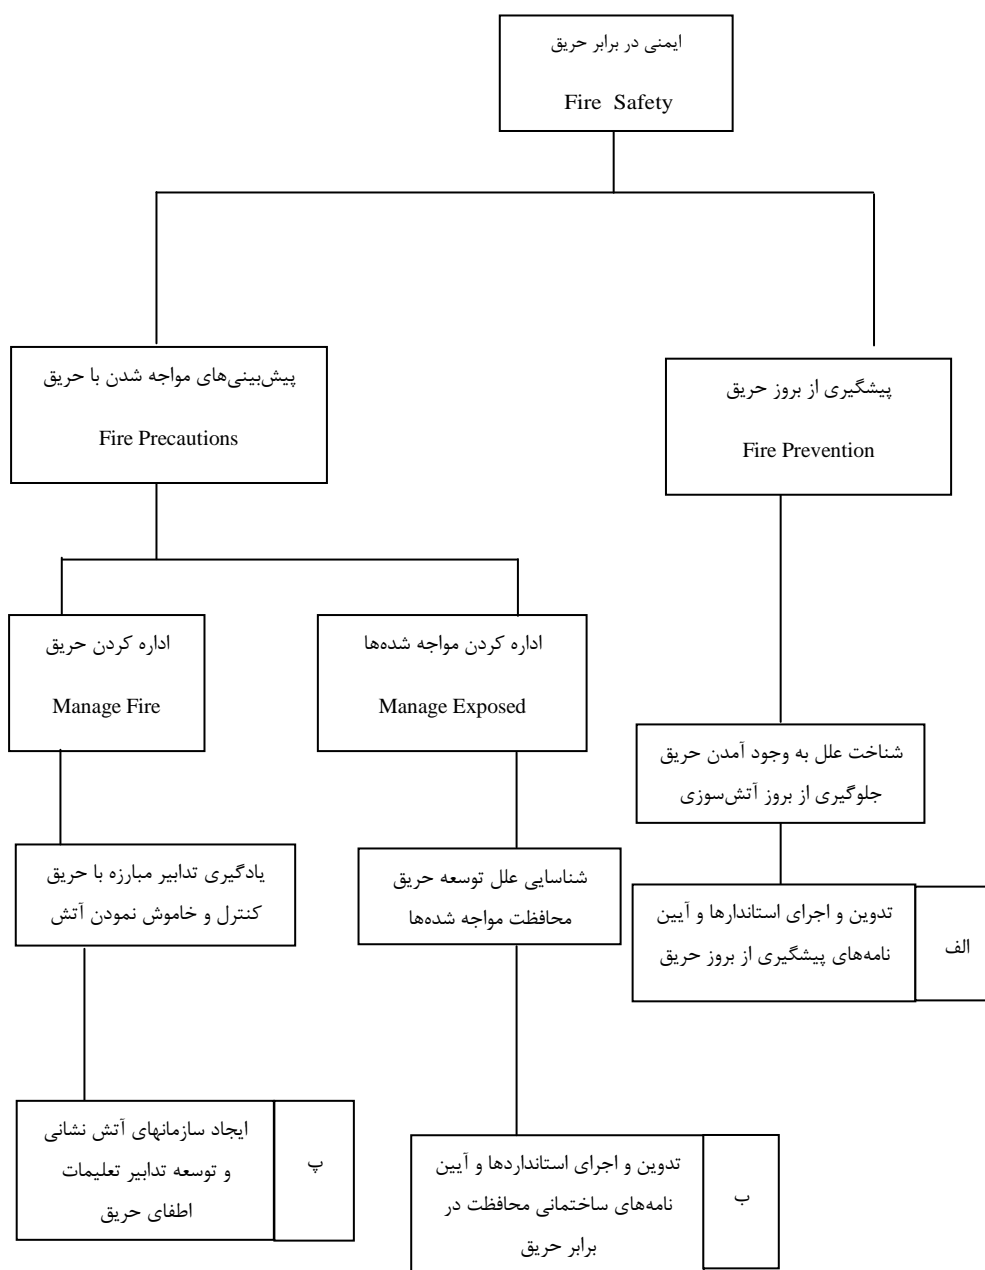 ایمنی در برابر حریق
Fire Safety
پیشگیری از بروز حریق
Fire Prevention
پیش‌بینی‌های مواجه شدن با حریق
Fire Precautions
اداره کردن مواجه شده‌ها
Manage Exposed
اداره کردن حریق
Manage Fire
شناخت علل به وجود آمدن حریق
جلوگیری از بروز آتش‌سوزی
شناسایی علل توسعه حریق
محافظت مواجه شده‌ها
یادگیری تدابیر مبارزه با حریق
کنترل و خاموش نمودن آتش
الف
تدوین و اجرای استاندارها و آیین
نامه‌های پیشگیری از بروز حریق
ب
تدوین و اجرای استانداردها و آیین
نامه‌های ساختمانی محافظت در
برابر حریق
پ
ایجاد سازمانهای آتش نشانی
و توسعه تدابیر تعلیمات
اطفای حریق